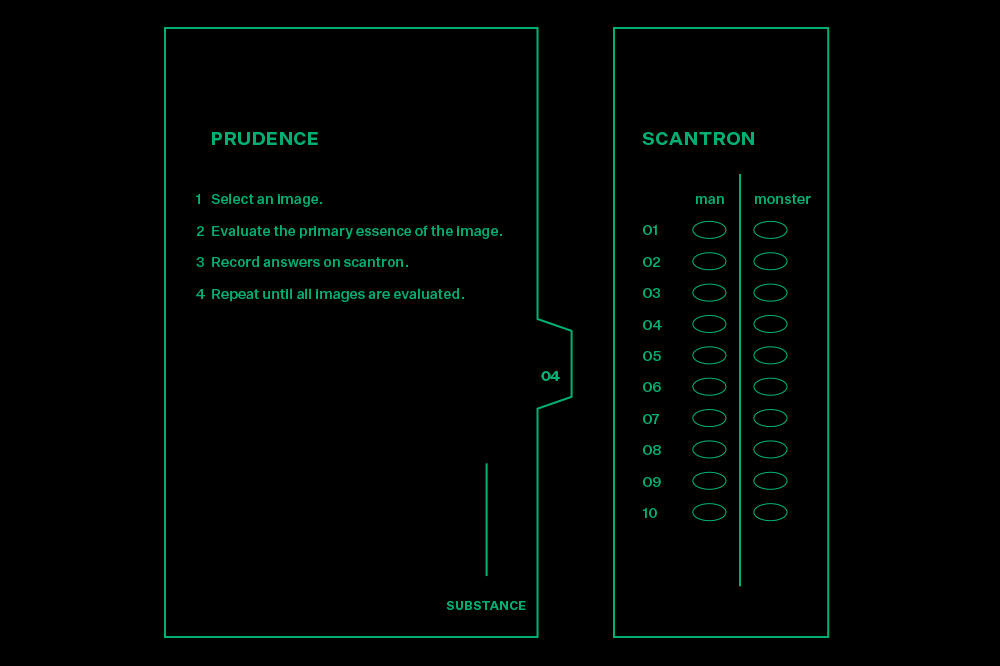 PRUDENCE
1 Select an image.
2 Evaluate the primary essence of the image.
3 Record answers on scantron.
4 Repeat until all images are evaluated.
04
SUBSTANCE
SCANTRON
man monster
01
02
03
04
05
06
07
08
09
10